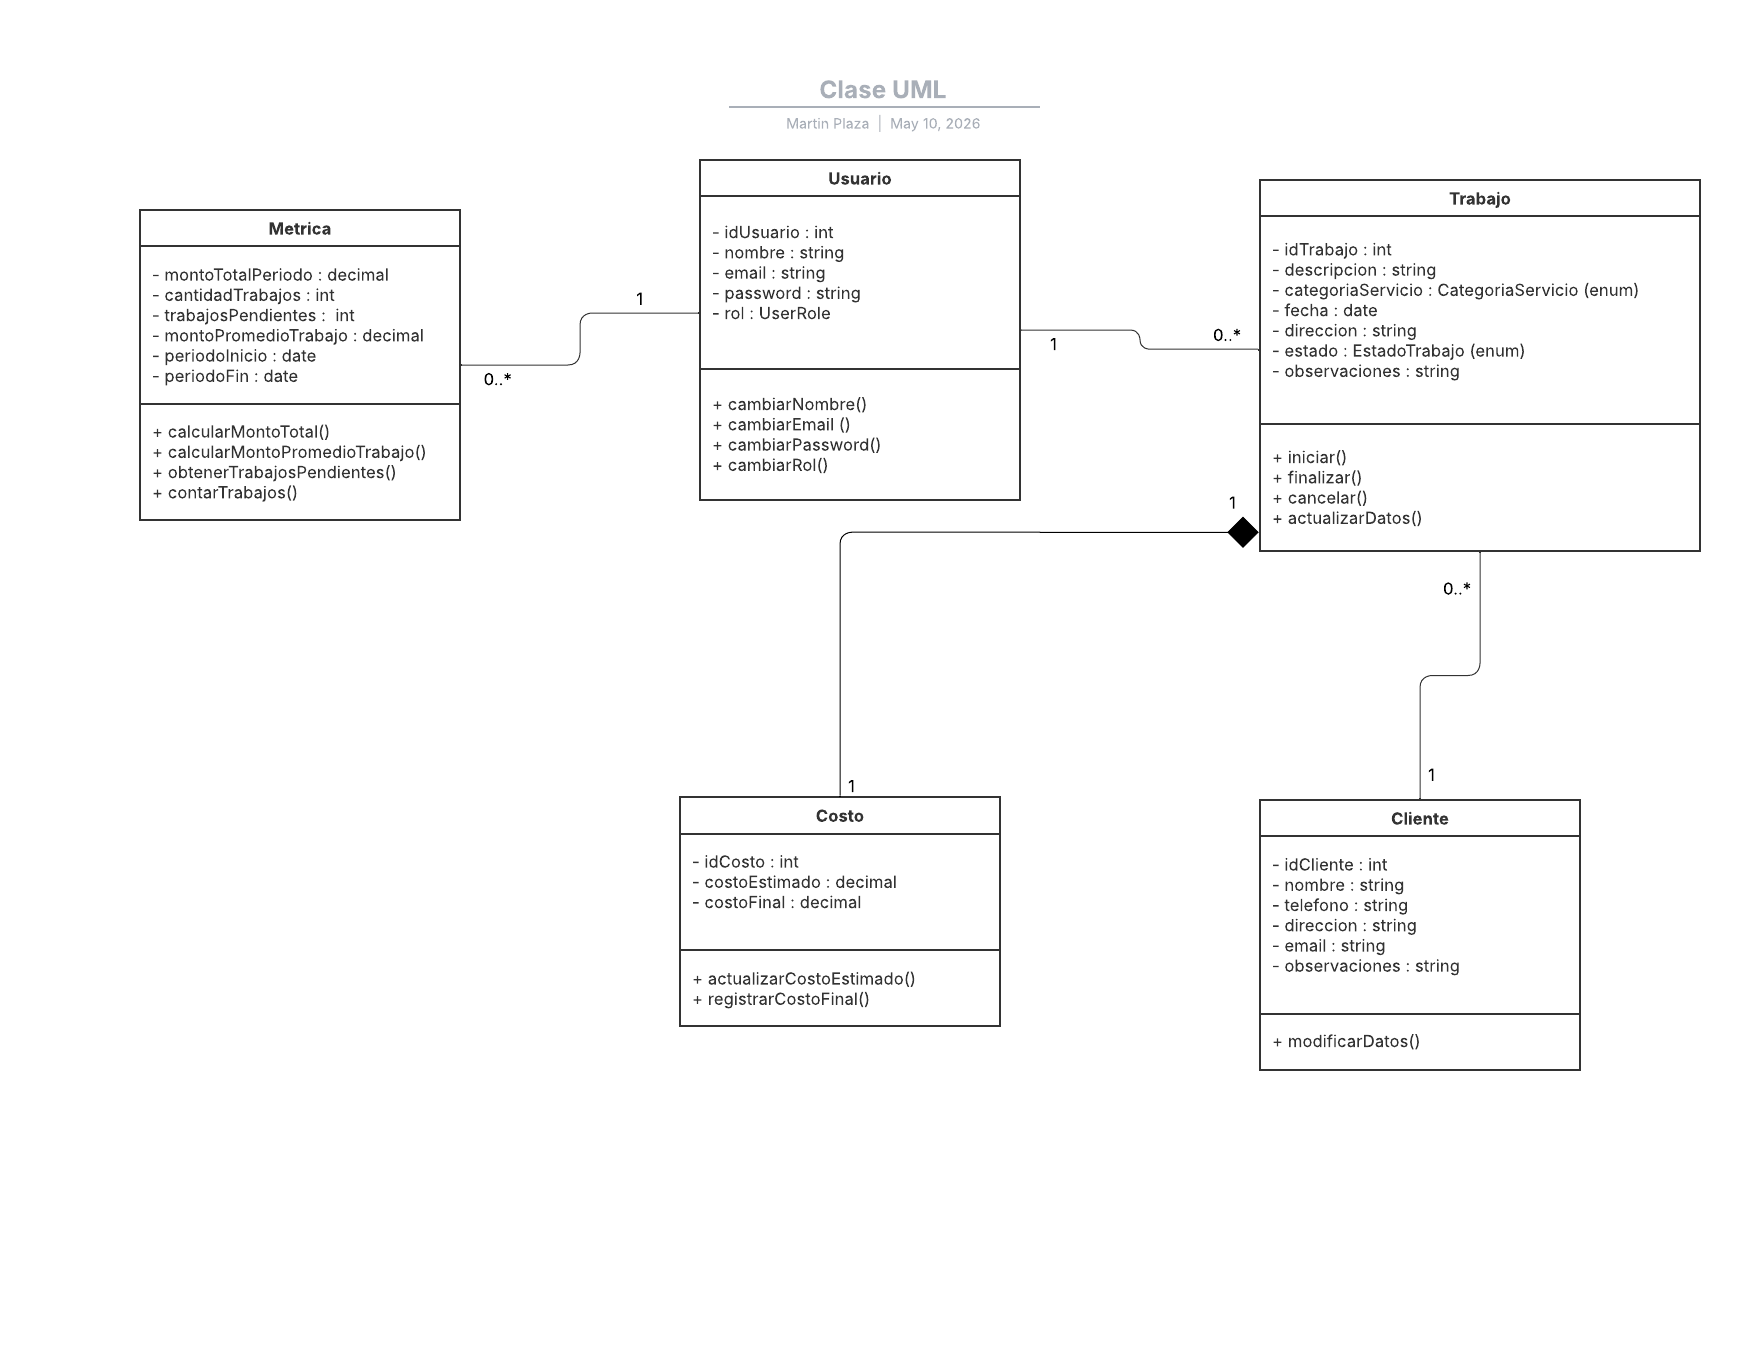 Clase UML
Martin Plaza | May 10, 2026
Metrica
- montoTotalPeriodo : decimal
- cantidadTrabajos : int
- trabajosPendientes :  int
- montoPromedioTrabajo : decimal
- periodoInicio : date
- periodoFin : date
+ calcularMontoTotal()
+ calcularMontoPromedioTrabajo()
+ obtenerTrabajosPendientes()
+ contarTrabajos()
0..*
1
Usuario
- idUsuario : int
- nombre : string
- email : string
- password : string
- rol : UserRole
+ cambiarNombre()
+ cambiarEmail ()
+ cambiarPassword()
+ cambiarRol()
1
0..*
Trabajo
- idTrabajo : int
- descripcion : string
- categoriaServicio : CategoriaServicio (enum)
- fecha : date
- direccion : string
- estado : EstadoTrabajo (enum)
- observaciones : string
+ iniciar()
+ finalizar()
+ cancelar()
+ actualizarDatos()
1
0..*
1
Costo
- idCosto : int
- costoEstimado : decimal
- costoFinal : decimal
+ actualizarCostoEstimado()
+ registrarCostoFinal()
1
Cliente
- idCliente : int
- nombre : string
- telefono : string
- direccion : string
- email : string
- observaciones : string
+ modificarDatos()